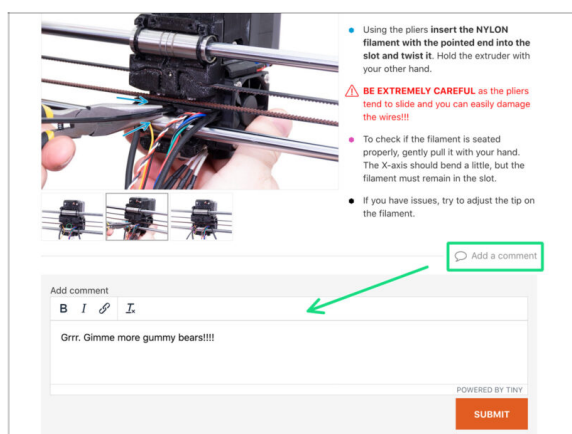 Using the pliers insert the NYLON
filament with the pointed end into the
slot and twist it. Hold the extruder with
your other hand.
BE EXTREMELY CAREFUL as the pliers
tend to slide and you can easily damage
the wires!!!
To check if the filament is seated
properly, gently pull it with your hand.
The X-axis should bend a little, but the
filament must remain in the slot.
If you have issues, try to adjust the tip on
the filament.
Add a comment
Add comment
B I Tx
Grrr. Gimme more gummy bears!!!!
POWERED BY TINY
SUBMIT